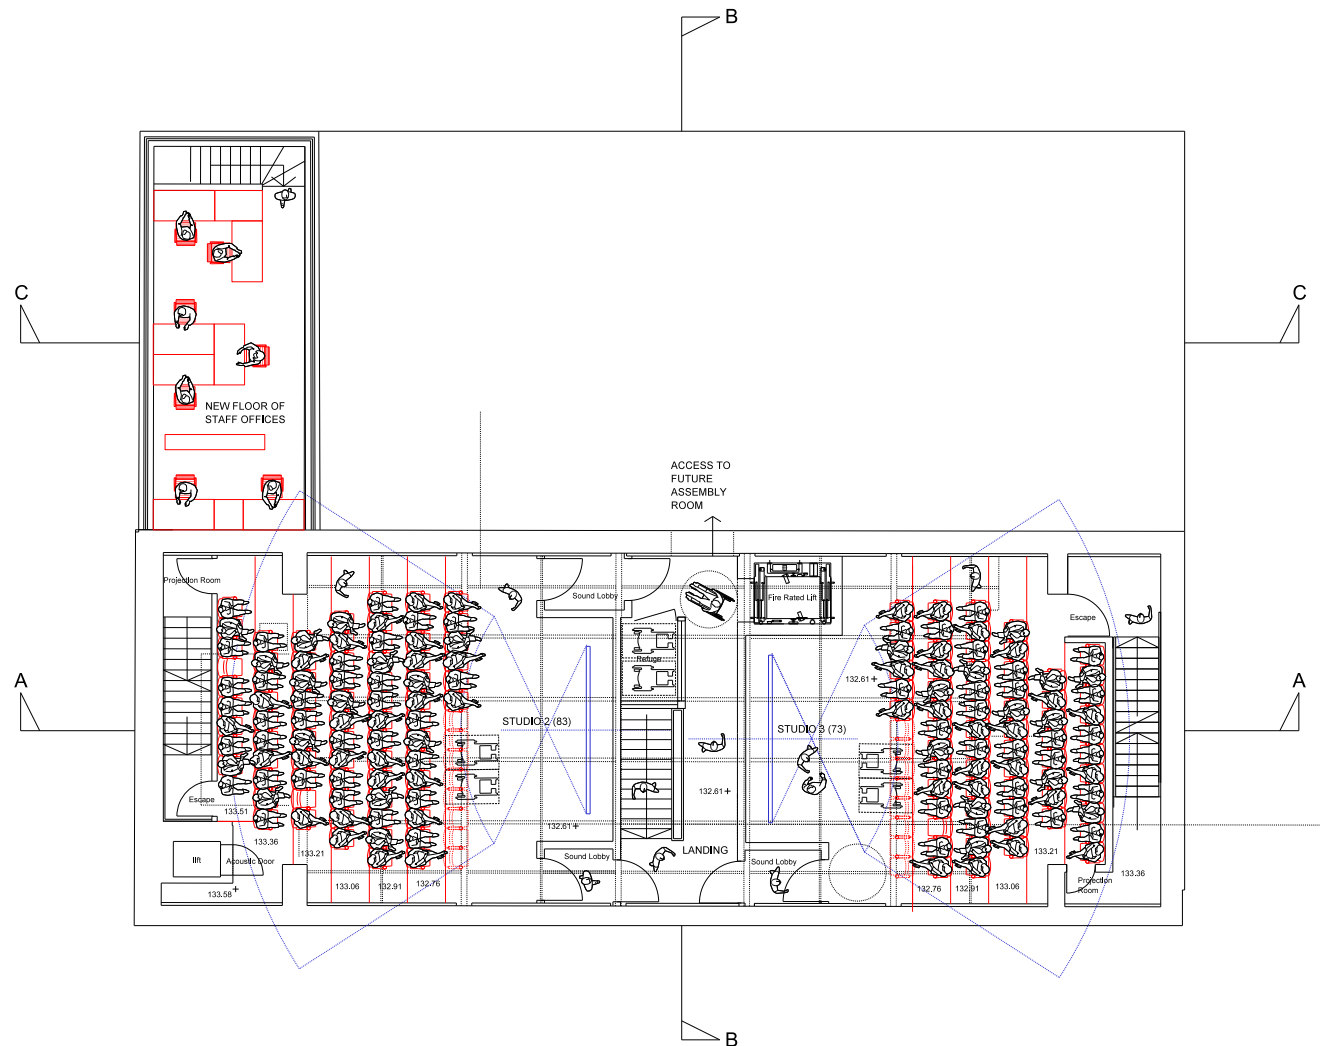 B
C
C
NEW FLOOR OF
STAFF OFFICES
ACCESS TO
FUTURE
ASSEMBLY
ROOM
Projection Room
Sound Lobby
Fire Rated Lift
Escape
Refuge
A
A
132.61
STUDIO 2 (83)
STUDIO 3 (73)
132.61
Escape
133.51
132.61
133.36
133.21
LANDING
133.21
lift
Acoustic Door
Sound Lobby
Sound Lobby
133.36
133.58
133.06
132.91
132.76
132.76
132.91
133.06
Projection
Room
B